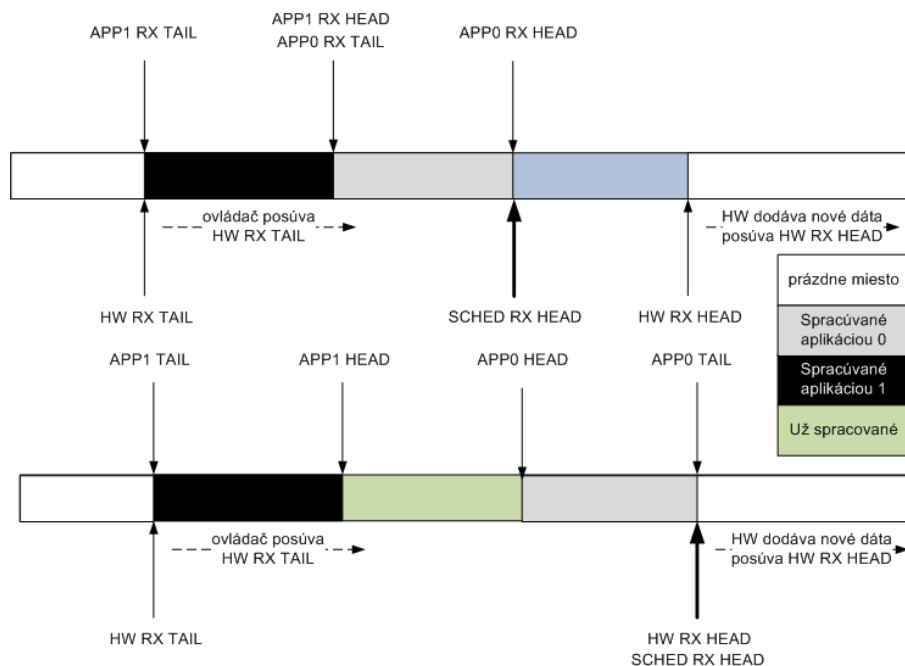 APP1 RX HEAD
APP1 RX TAIL
APP0 RX TAIL
APP0 RX HEAD
ovládač posúva
HW RX TAIL
HW dodáva nové dáta
posúva HW RX HEAD
HW RX TAIL
SCHED RX HEAD
HW RX HEAD
prázdne miesto
Spracúvané
aplikáciou 0
Spracúvané
aplikáciou 1
Už spracované
APP1 TAIL
APP1 HEAD
APP0 HEAD
APP0 TAIL
ovládač posúva
HW RX TAIL
HW dodáva nové dáta
posúva HW RX HEAD
HW RX TAIL
HW RX HEAD
SCHED RX HEAD